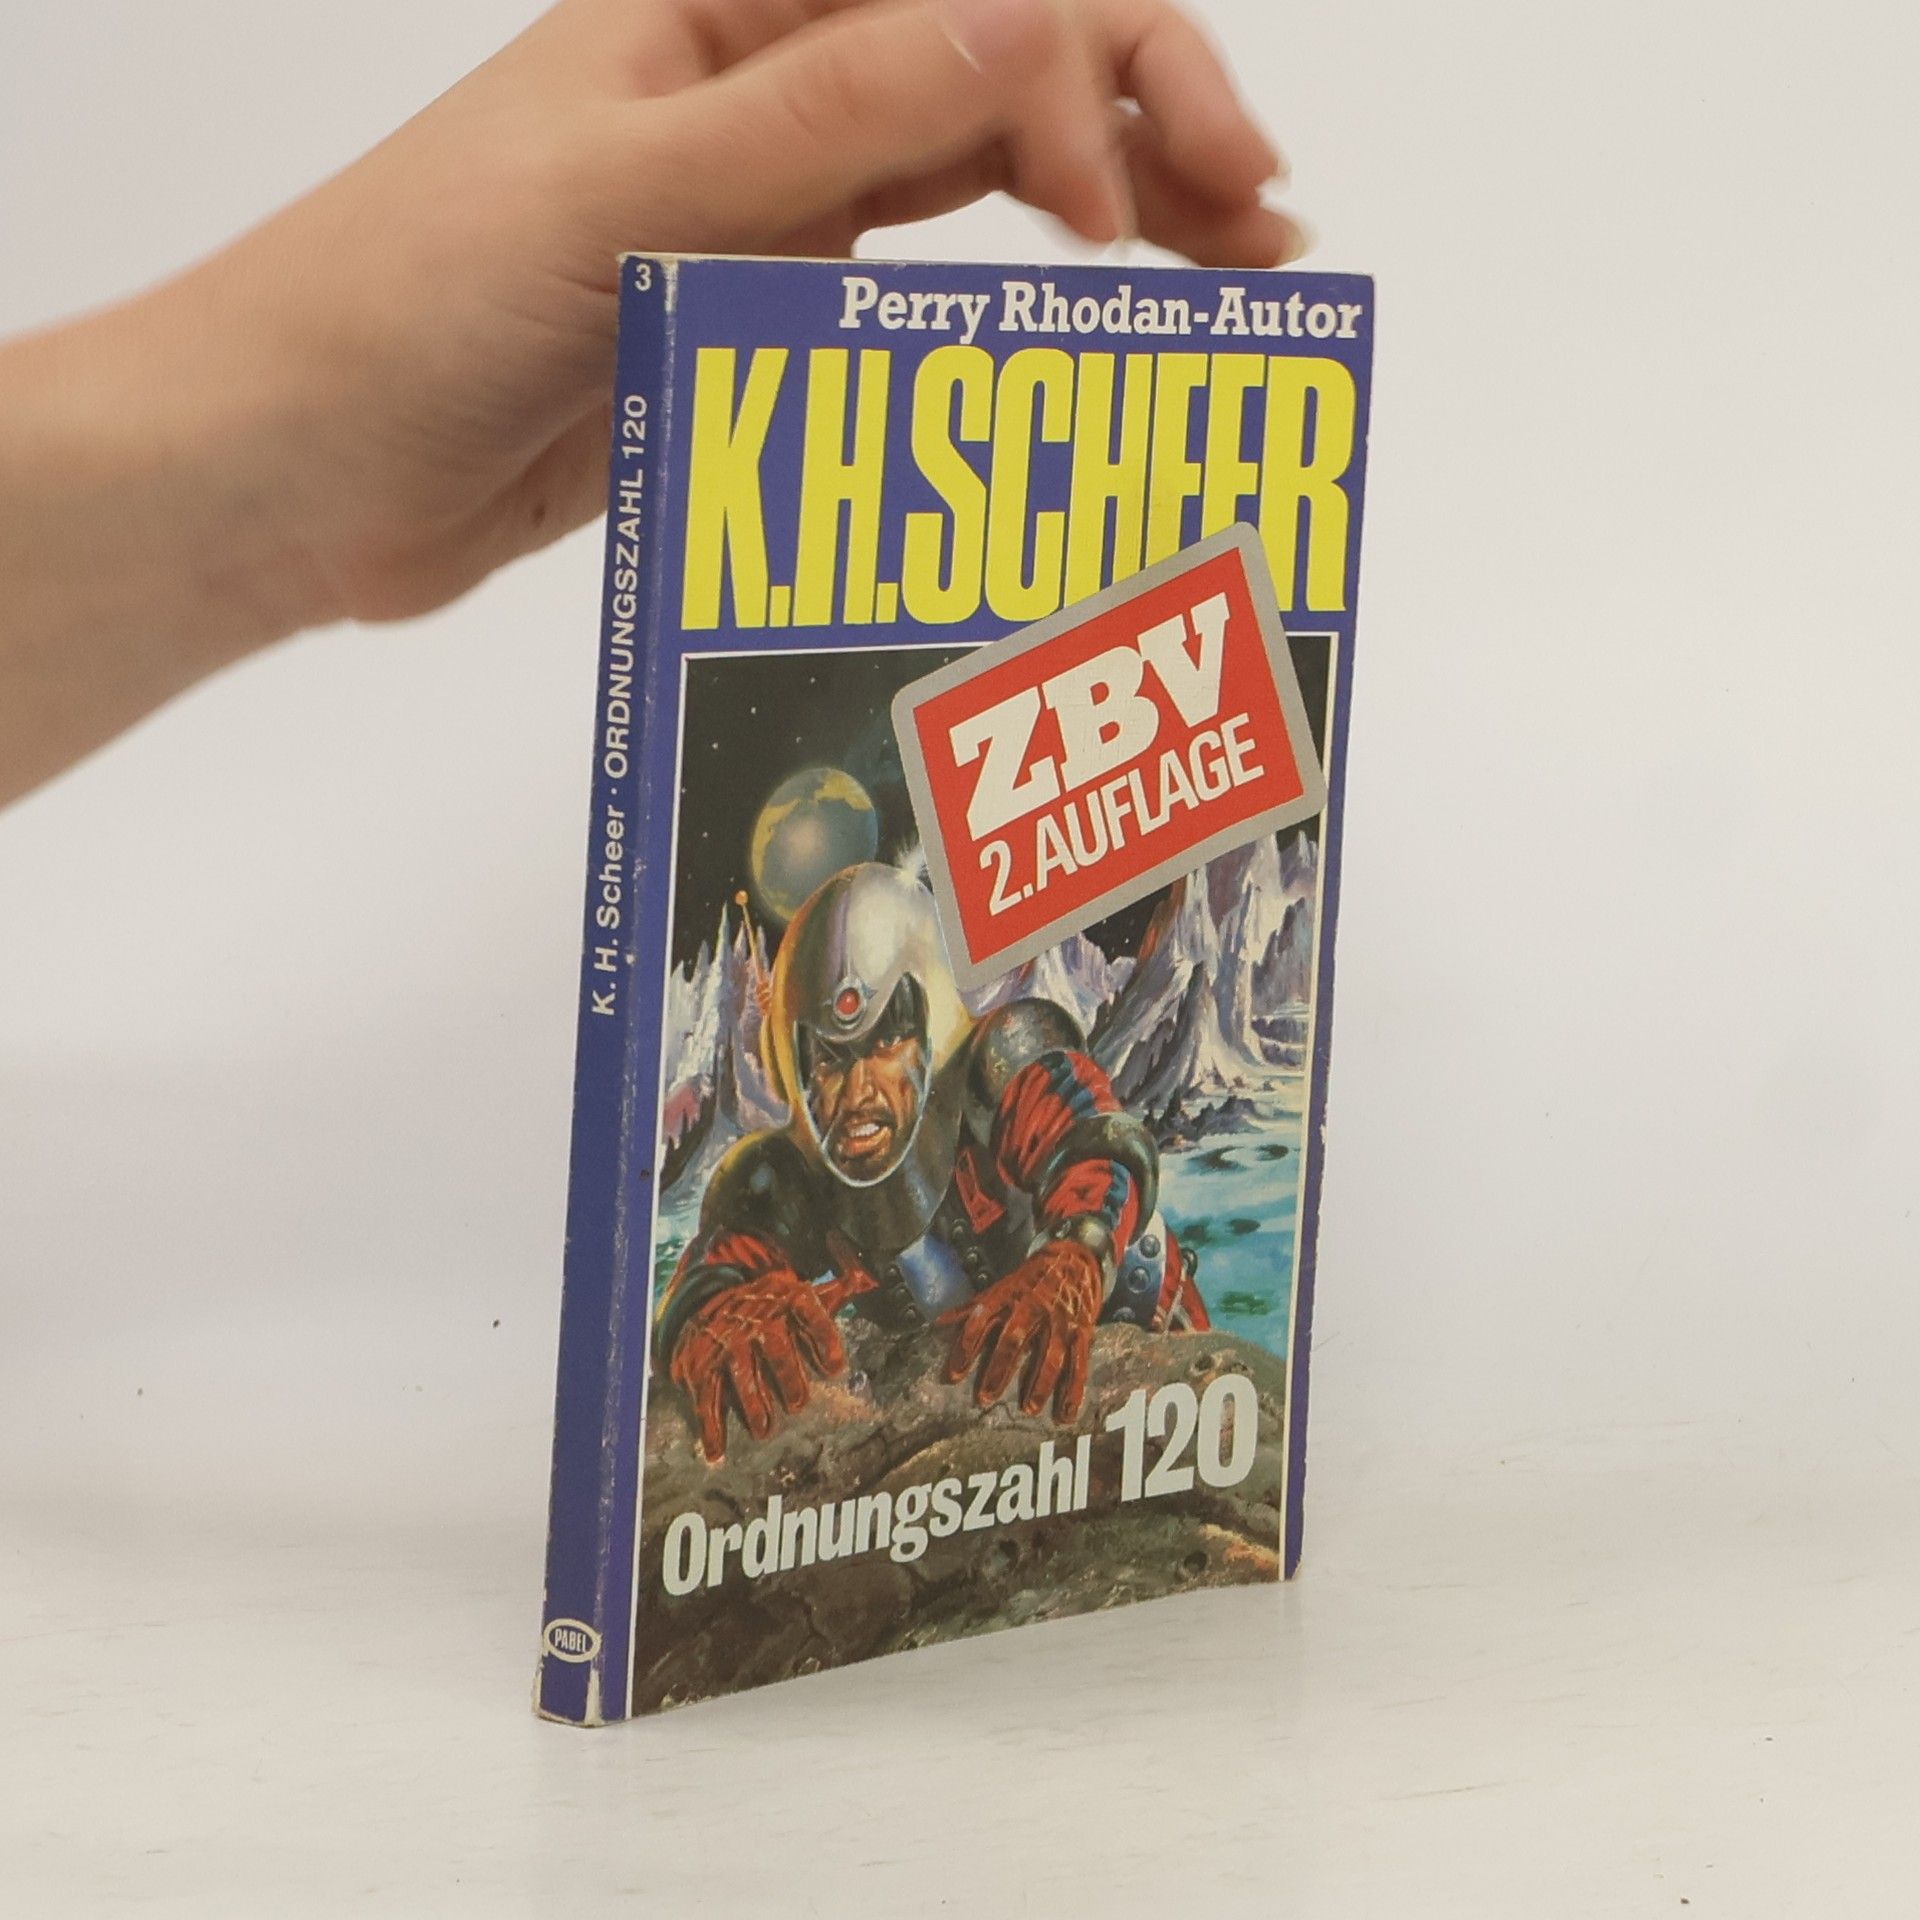 3
K. H. Scheer · ORDNUNGSZAHL 120
PABEL
Perry Rhodan-Autor
K.H.SCHEER
ZBV
2.AUFLAGE
Ordnungszahl 120